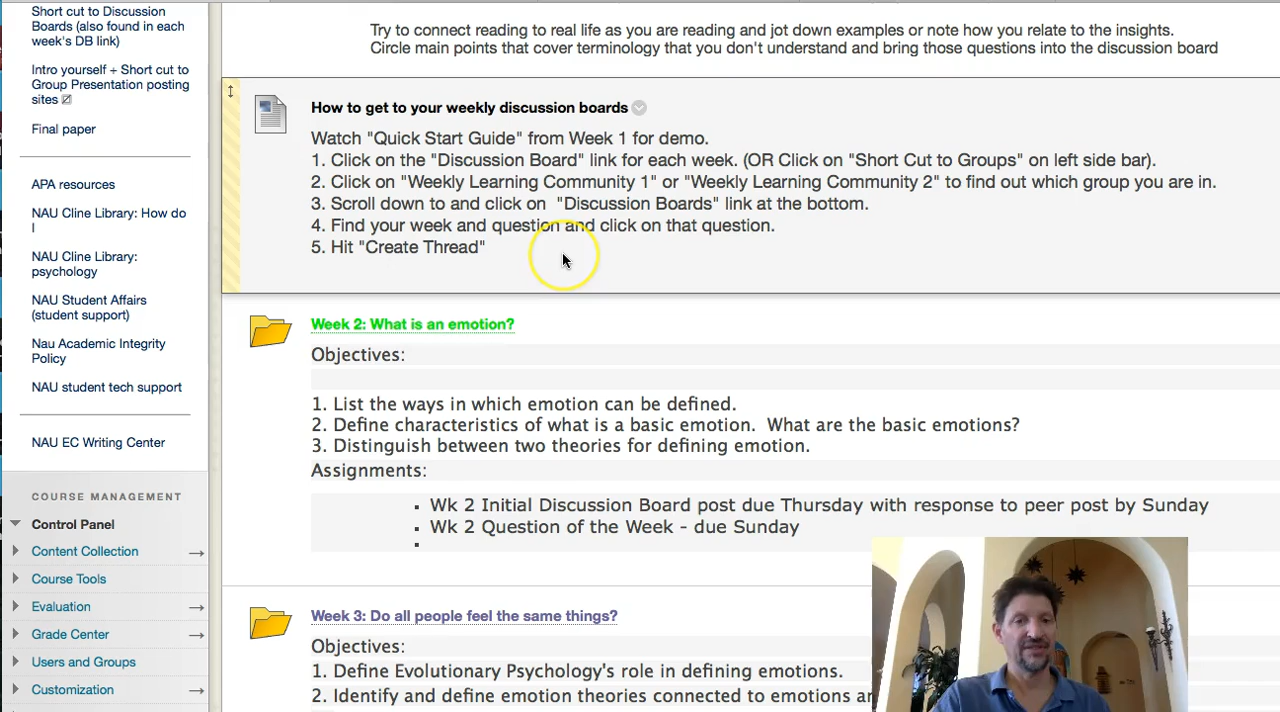 Short cut to Discussion
Boards (also found in each
week's DB link)
Intro yourself + Short cut to
Group Presentation posting
sites
Final paper
APA resources
NAU Cline Library: How do
I
NAU Cline Library:
psychology
NAU Student Affairs
(student support)
Nau Academic Integrity
Policy
NAU student tech support
NAU EC Writing Center
COURSE MANAGEMENT
Control Panel
Content Collection
Course Tools
Evaluation
Grade Center
Users and Groups
Customization
Try to connect reading to real life as you are reading and jot down examples or note how you relate to the insights.
Circle main points that cover terminology that you don't understand and bring those questions into the discussion board
How to get to your weekly discussion boards
Watch "Quick Start Guide" from Week 1 for demo.
1. Click on the "Discussion Board" link for each week. (OR Click on "Short Cut to Groups" on left side bar).
2. Click on "Weekly Learning Community 1" or "Weekly Learning Community 2" to find out which group you are in.
3. Scroll down to and click on "Discussion Boards" link at the bottom.
4. Find your week and question and click on that question.
5. Hit "Create Thread"
Week 2: What is an emotion?
Objectives:
1. List the ways in which emotion can be defined.
2. Define characteristics of what is a basic emotion. What are the basic emotions?
3. Distinguish between two theories for defining emotion.
Assignments:
Wk 2 Initial Discussion Board post due Thursday with response to peer post by Sunday
Wk 2 Question of the Week - due Sunday
Week 3: Do all people feel the same things?
Objectives:
1. Define Evolutionary Psychology's role in defining emotions.
2. Identify and define emotion theories connected to emotions